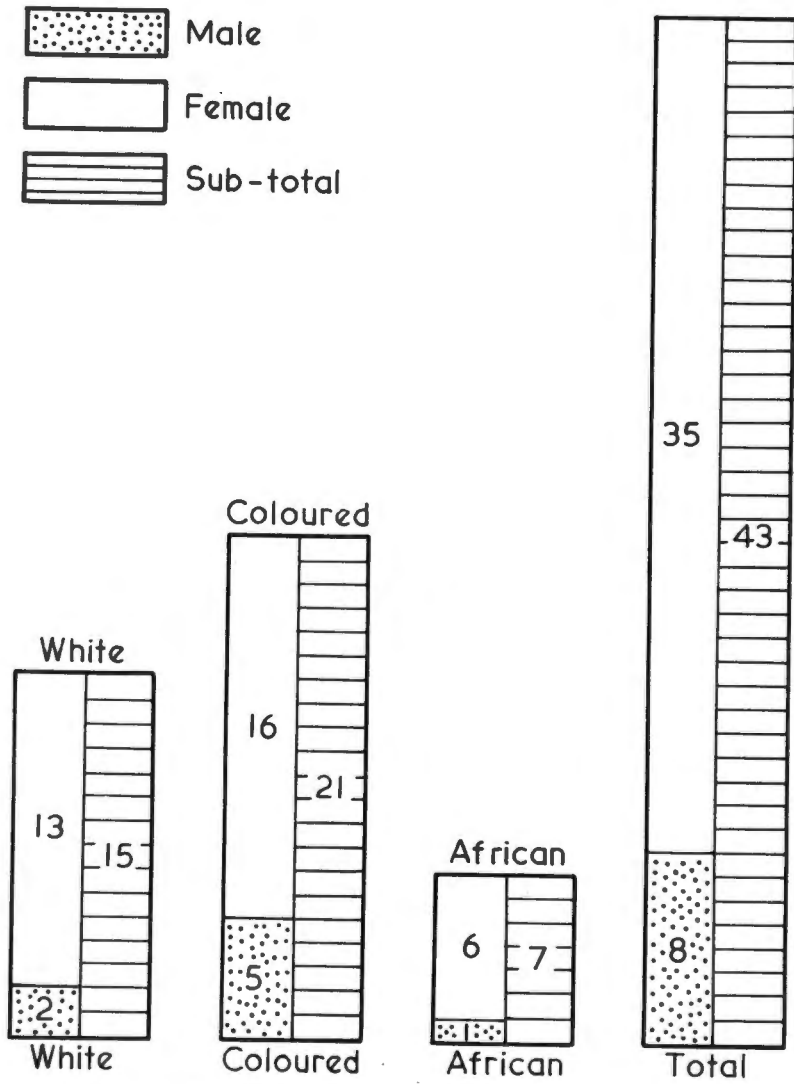 Male
Female
Sub-total
35
43
Coloured
16
21
5
Coloured
White
13
15
2
White
African
6
7
1
African
8
Total